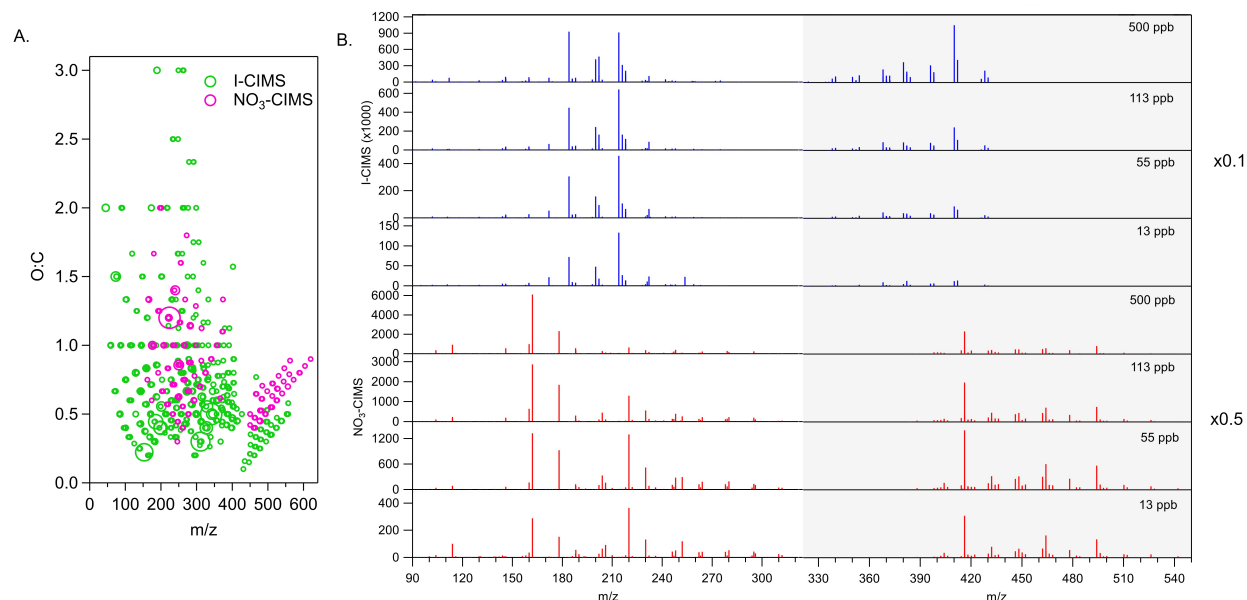 A.
3.0
2.5
2.0
1.5
1.0
0.5
0.0
O:C
0 100 200 300 400 500 600
m/z
I-CIMS
NO3-CIMS
B.
1200
900
600
300
0
500 ppb
600
400
200
0
113 ppb
400
200
0
55 ppb
150
100
50
0
13 ppb
I-CIMS (x1000)
x0.1
6000
4000
2000
0
500 ppb
3000
2000
1000
0
113 ppb
1200
600
0
55 ppb
400
200
0
13 ppb
NO3-CIMS
x0.5
90 120 150 180 210 240 270 300
m/z
330 360 390 420 450 480 510 540
m/z